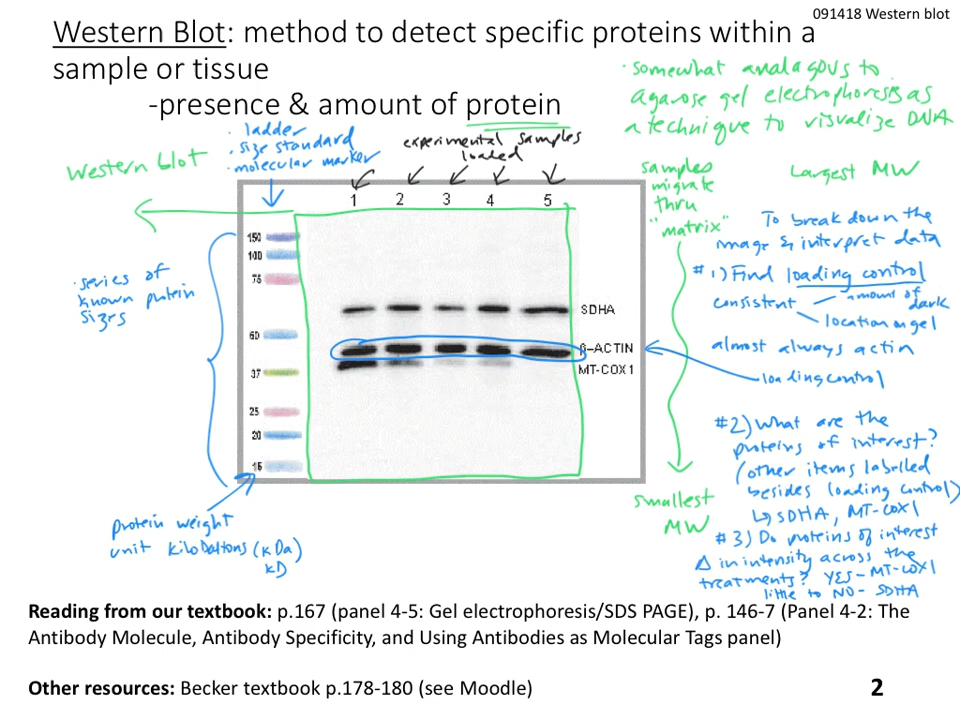 091418 Western blot
Western Blot: method to detect specific proteins within a
sample or tissue
-presence & amount of protein
· somewhat analagous to
agarose gel electrophoresis as
a technique to visualize DNA
Western blot
· ladder
· size standard
· molecular marker
experimental samples
loaded
samples
migrate
thru
"matrix"
Largest MW
1 2 3 4 5
150
100
75
50
37
25
20
15
SDHA
β-ACTIN
MT-COX1
· series of
known protein
sizes
protein weight
unit kilodaltons (kDa)
kD
smallest
MW
To break down the
image & interpret data
# 1) Find loading control
consistent
amount of
dark
location on gel
almost always actin
loading control
#2) What are the
proteins of interest?
(other items labelled
besides loading control)
↳ SDHA, MT-COX1
# 3) Do proteins of interest
Δ in intensity across the
treatments? YES - MT-COX1
little to NO - SDHA
Reading from our textbook: p.167 (panel 4-5: Gel electrophoresis/SDS PAGE), p. 146-7 (Panel 4-2: The
Antibody Molecule, Antibody Specificity, and Using Antibodies as Molecular Tags panel)
Other resources: Becker textbook p.178-180 (see Moodle)
2